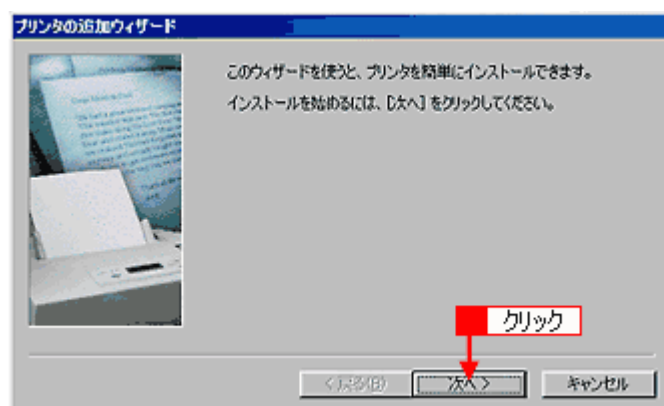 プリンタの追加ウィザード
このウィザードを使うと、プリンタを簡単にインストールできます。
インストールを始めるには、[次へ] をクリックしてください。
クリック
< 戻る(B)
次へ >
キャンセル